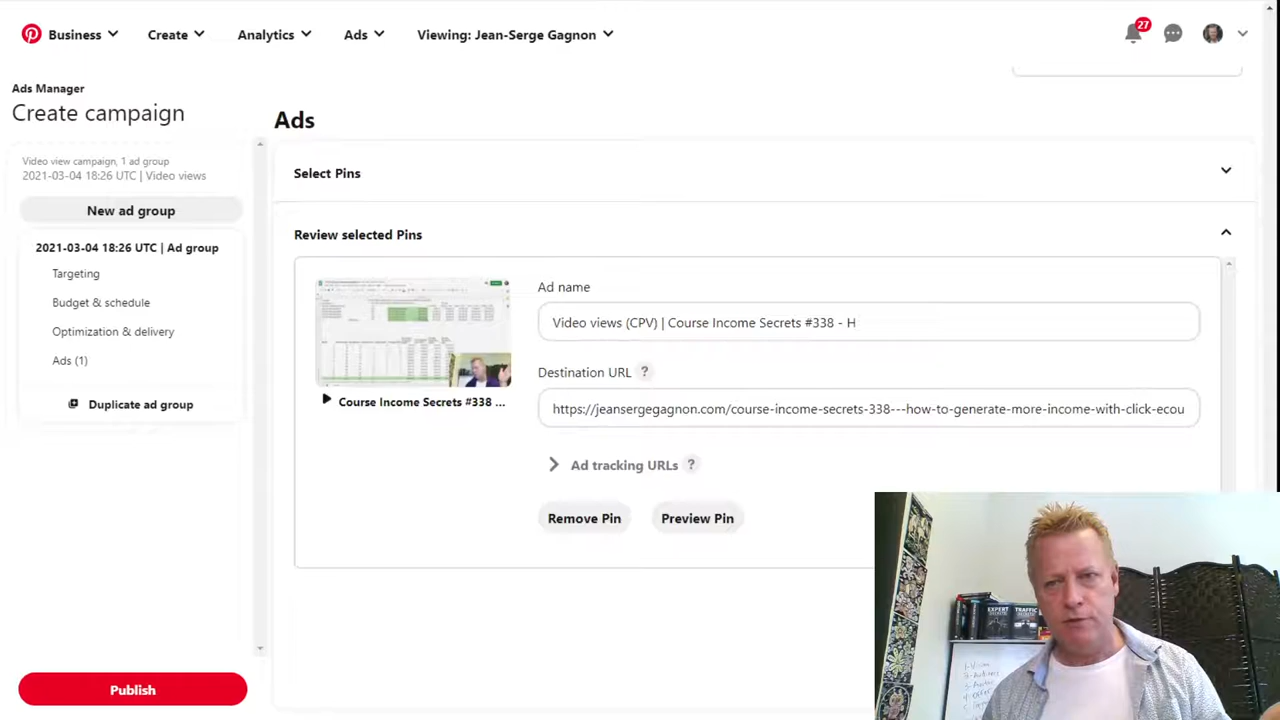 Business
Create
Analytics
Ads
Viewing: Jean-Serge Gagnon
27
Ads Manager
Create campaign
Video view campaign, 1 ad group
2021-03-04 18:26 UTC | Video views
New ad group
2021-03-04 18:26 UTC | Ad group
Targeting
Budget & schedule
Optimization & delivery
Ads (1)
Duplicate ad group
Publish
Ads
Select Pins
Review selected Pins
Course Income Secrets #338 ...
Ad name
Video views (CPV) | Course Income Secrets #338 - H
Destination URL ?
https://jeansergegagnon.com/course-income-secrets-338---how-to-generate-more-income-with-click-ecou
Ad tracking URLs ?
Remove Pin
Preview Pin
EXPERT
TRAFFIC